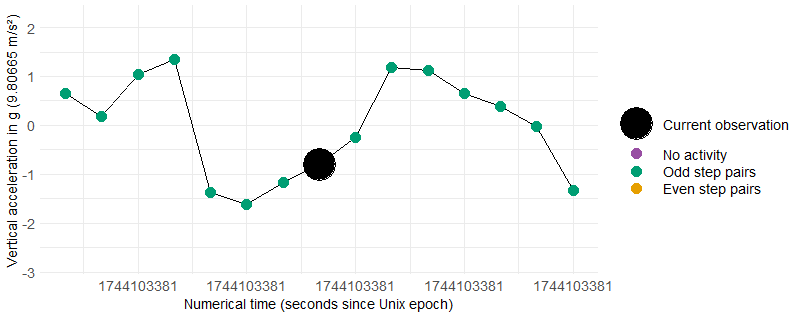 Vertical acceleration in g (9.80665 m/s²)
2
1
0
-1
-2
-3
1744103381 1744103381 1744103381 1744103381 1744103381
Numerical time (seconds since Unix epoch)
Current observation
No activity
Odd step pairs
Even step pairs